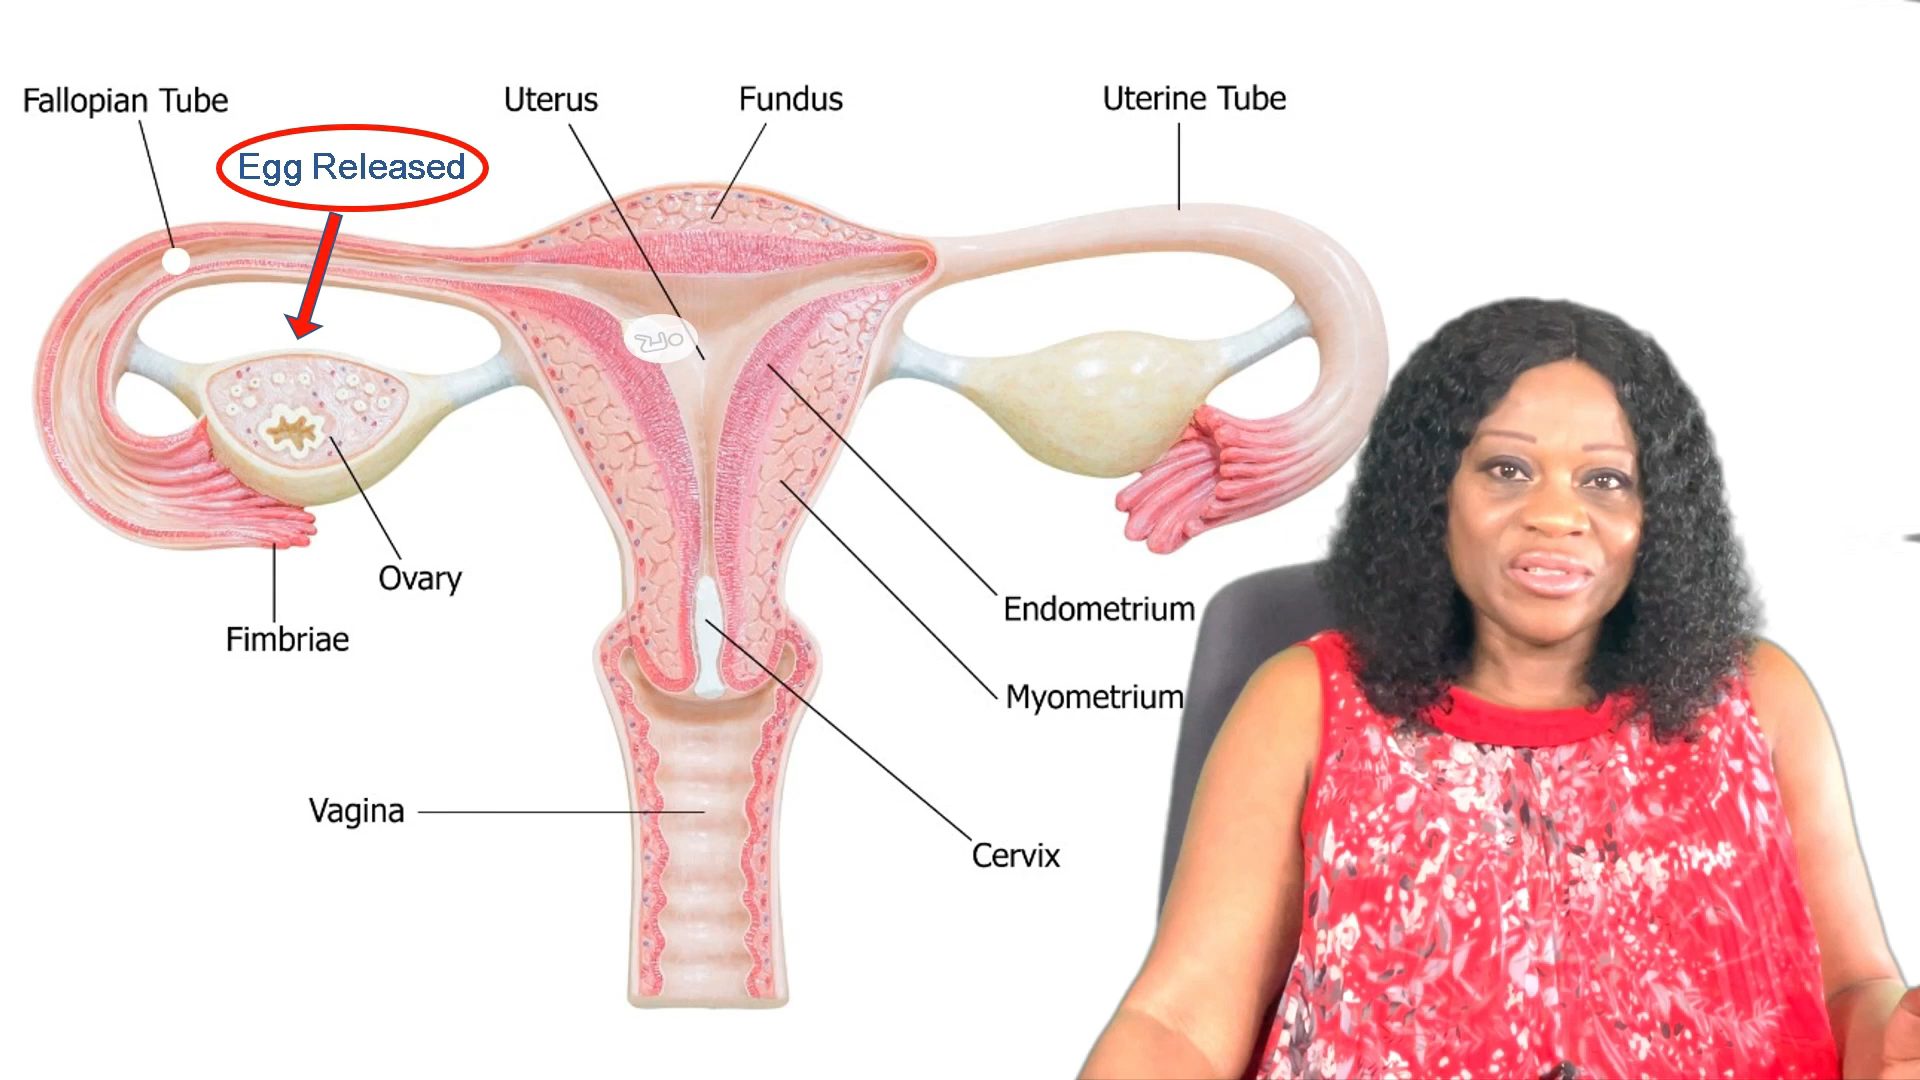 Fallopian Tube
Uterus
Fundus
Uterine Tube
Egg Released
Ovary
Fimbriae
Endometrium
Myometrium
Vagina
Cervix